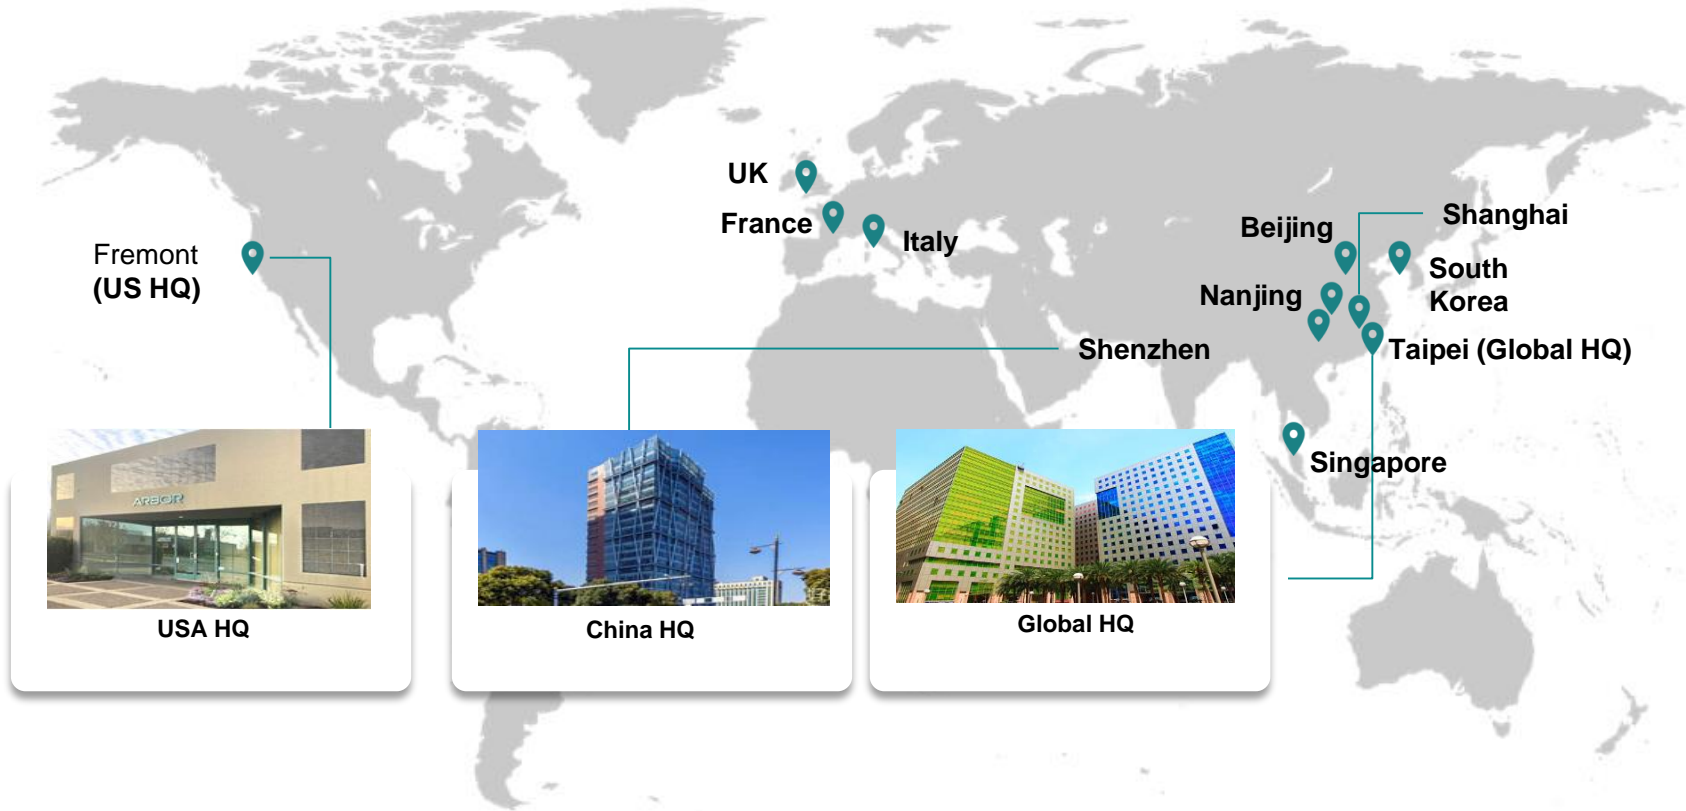 UK
France
Italy
Fremont
(US HQ)
Beijing
Shanghai
South
Korea
Nanjing
Shenzhen
Taipei (Global HQ)
Singapore
ARBOR
USA HQ
China HQ
Global HQ